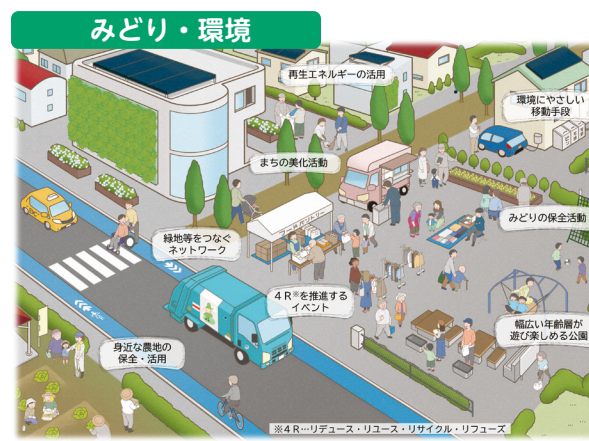 みどり・環境
再生エネルギーの活用
環境にやさしい
移動手段
まちの美化活動
みどりの保全活動
緑地等をつなぐ
ネットワーク
4R※を推進する
イベント
幅広い年齢層が
遊び楽しめる公園
身近な農地の
保全・活用
※4R…リデュース・リユース・リサイクル・リフューズ